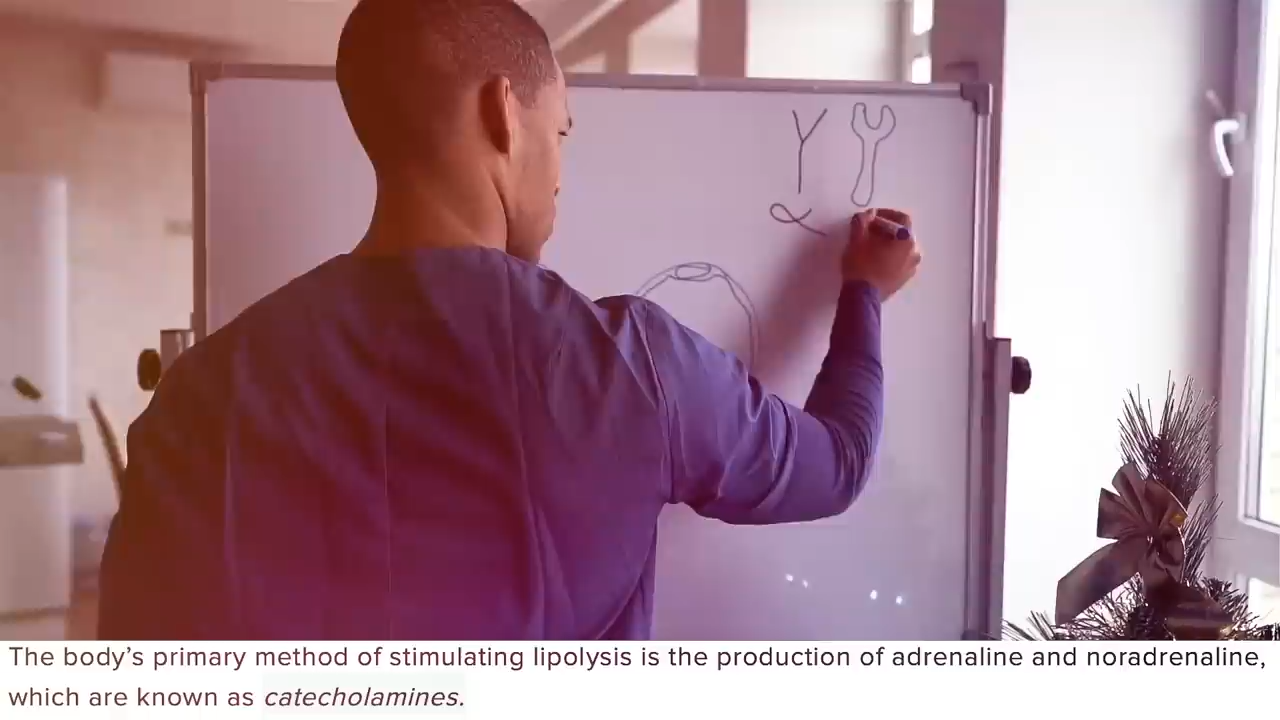 The body’s primary method of stimulating lipolysis is the production of adrenaline and noradrenaline,
which are known as catecholamines.